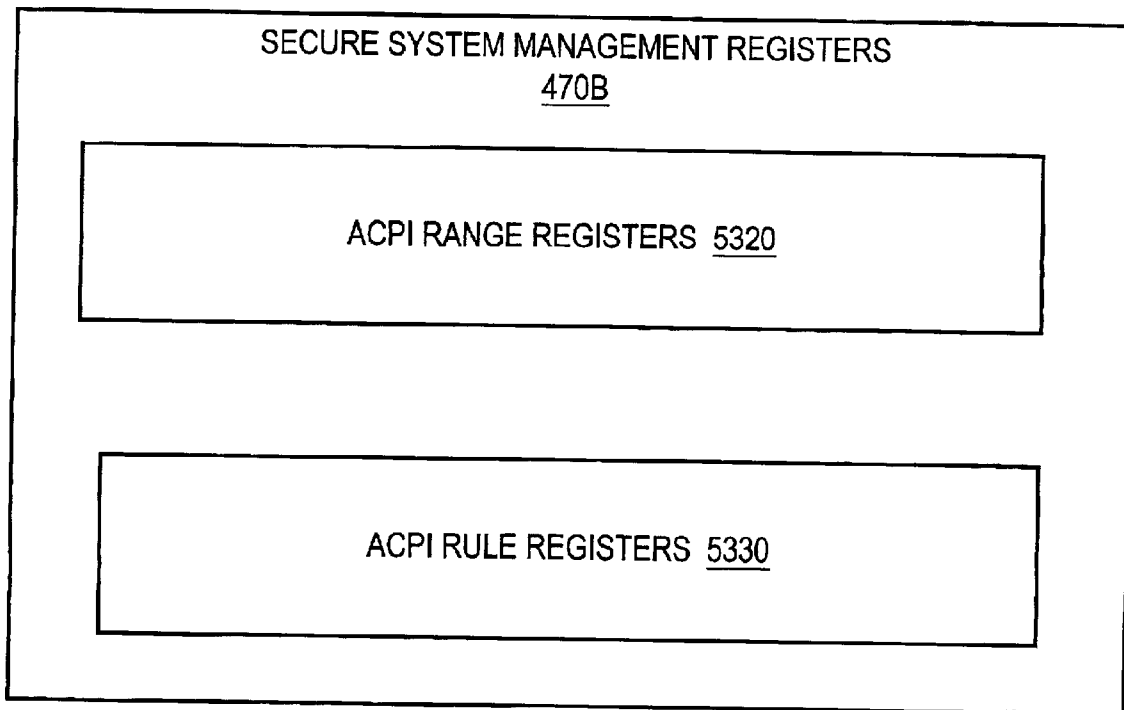 SECURE SYSTEM MANAGEMENT REGISTERS
470B
ACPI RANGE REGISTERS 5320
ACPI RULE REGISTERS 5330